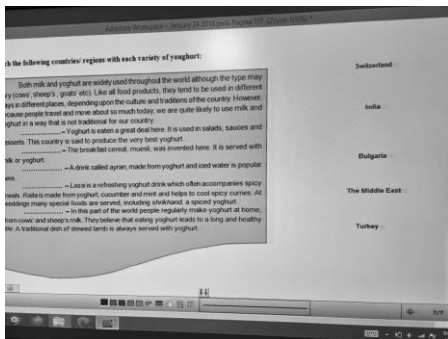 Adaptive Workspace - January 24 2016.gwb: Pagina 7/7 (Zoom 100%) *
ch the following countries/ regions with each variety of youghurt:
Both milk and yoghurt are widely used throughout the world although the type may
ry (cows', sheep's, goats' etc). Like all food products, they tend to be used in different
ays in different places, depending upon the culture and traditions of the country. However,
ecause people travel and move about so much today, we are quite likely to use milk and
oghurt in a way that is not traditional for our country.
.................... – Yoghurt is eaten a great deal here. It is used in salads, sauces and
esserts. This country is said to produce the very best yoghurt.
.................... – The breakfast cereal, muesli, was invented here. It is served with
ilk or yoghurt.
.................... – A drink called ayran, made from yoghurt and iced water is popular
ere.
.................... – Lassi is a refreshing yoghurt drink which often accompanies spicy
meals. Raita is made from yoghurt, cucumber and mint and helps to cool spicy curries. At
weddings many special foods are served, including shrikhand, a spiced yoghurt.
.................... – in this part of the world people regularly make yoghurt at home,
from cows' and sheep's milk. They believe that eating yoghurt leads to a long and healthy
life. A traditional dish of stewed lamb is always served with yoghurt.
Switzerland
India
Bulgaria
The Middle East
Turkey
7/7